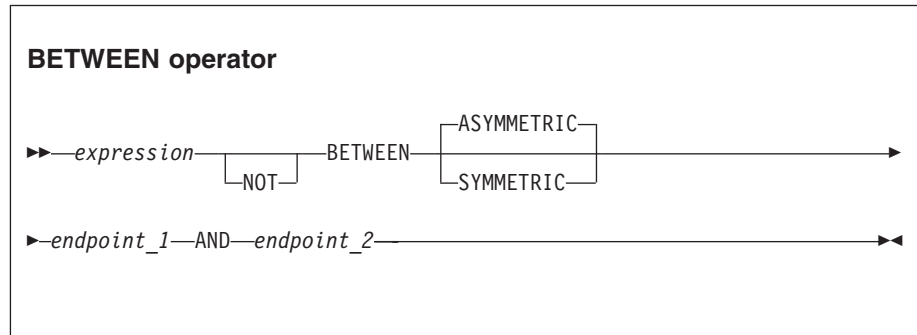 BETWEEN operator
ASYMMETRIC
expression BETWEEN
NOT SYMMETRIC
endpoint_1 AND endpoint_2